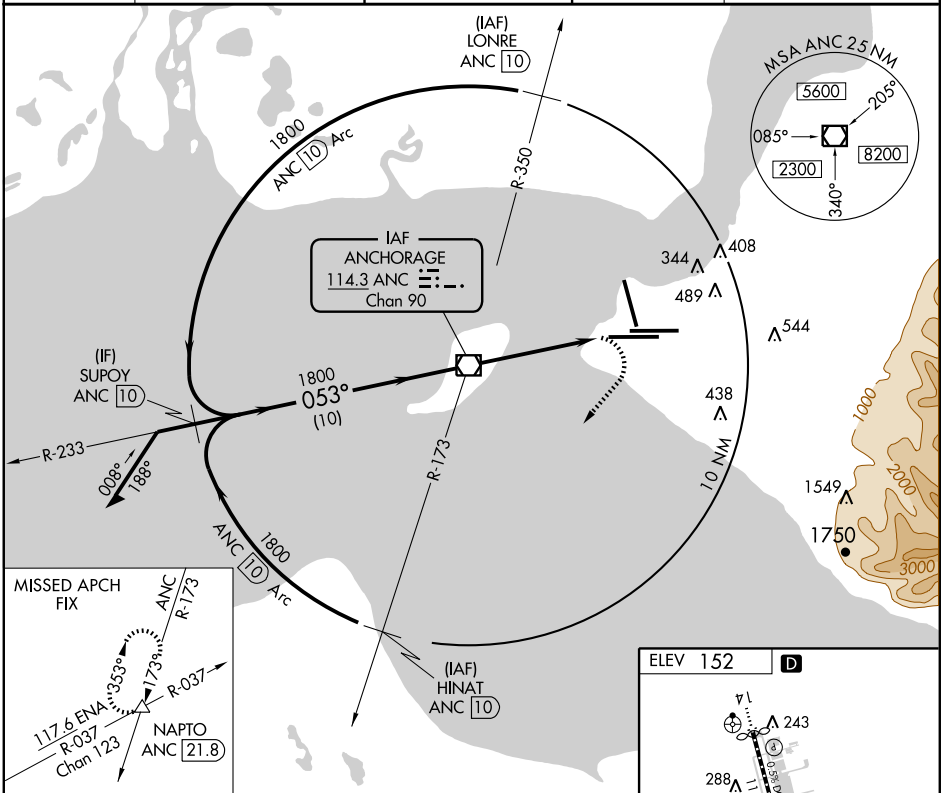 (IAF)
LONRE
ANC 10
MSA ANC 25 NM
5600
205°
085°
2300
8200
340°
1800
ANC 10 Arc
R-350
IAF
ANCHORAGE
114.3 ANC
Chan 90
344
408
489
544
(IF)
SUPOY
ANC 10
1800
053°
(10)
438
1000
R-233
008°
188°
R-173
10 NM
2000
1549
1750
3000
1800
ANC 10 Arc
MISSED APCH
FIX
ANC
R-173
353°
173°
R-037
117.6 ENA
R-037
Chan 123
NAPTO
ANC 21.8
(IAF)
HINAT
ANC 10
ELEV 152
D
14
243
A
0.5%
288